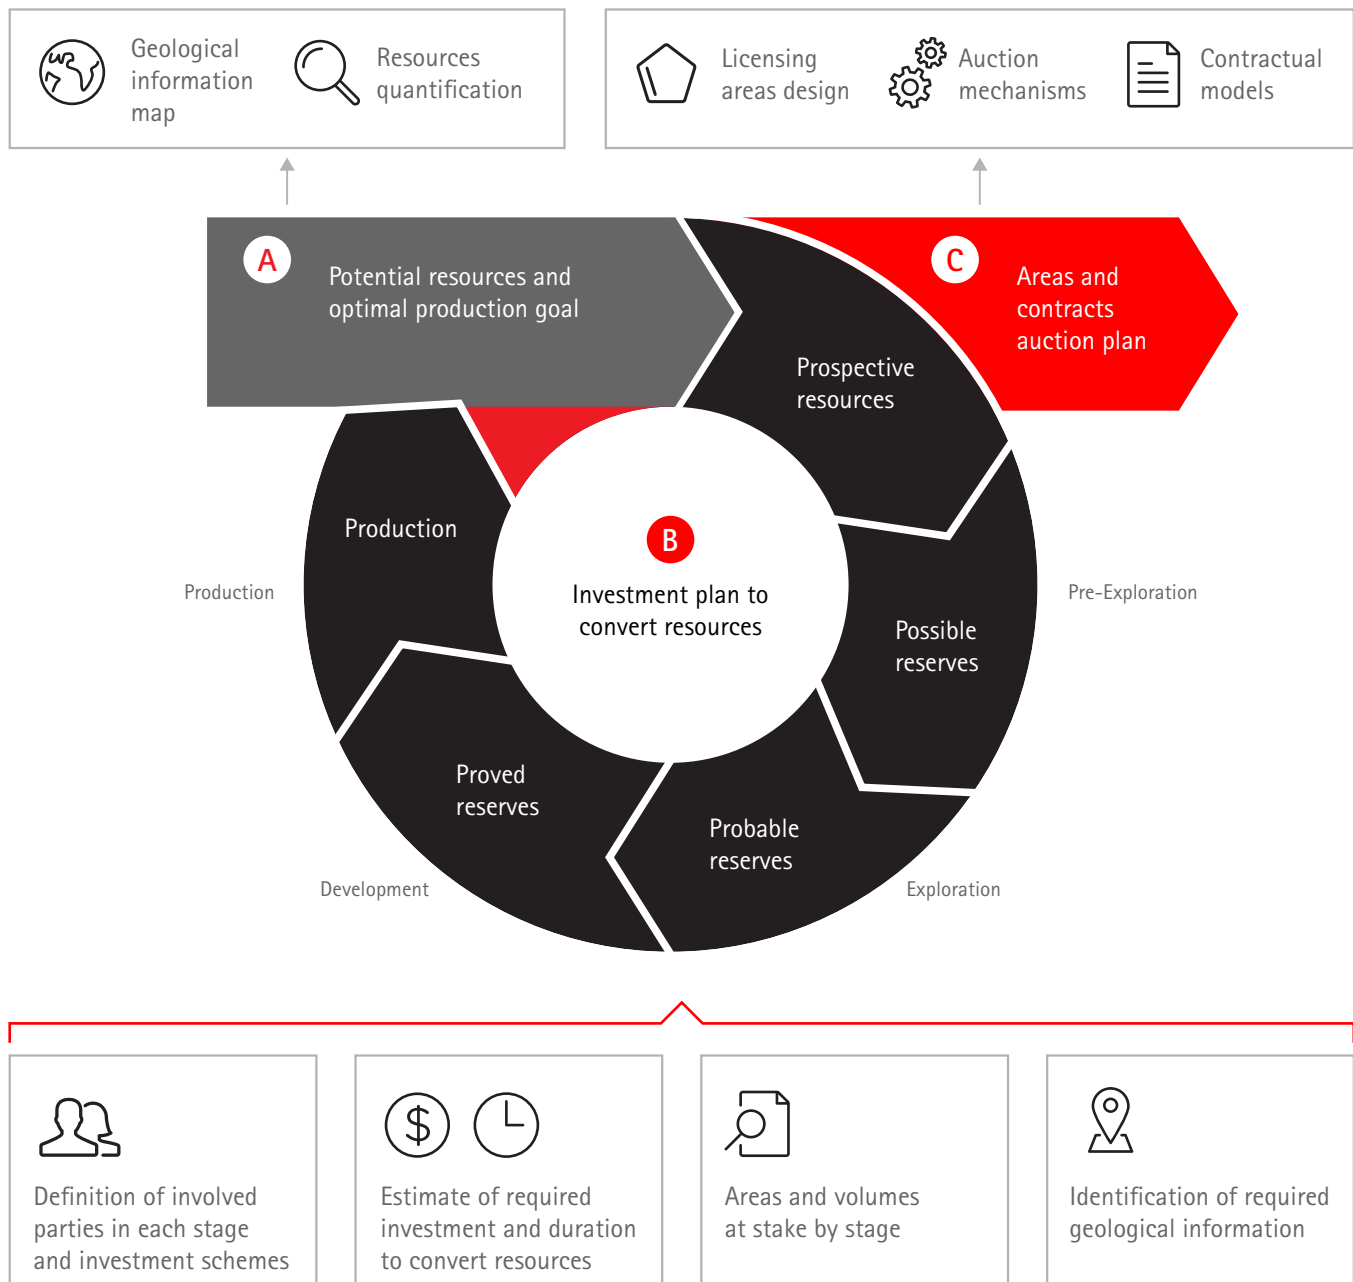 Geological
information
map
Resources
quantification
Licensing
areas design
Auction
mechanisms
Contractual
models
A
Potential resources and
optimal production goal
C
Areas and
contracts
auction plan
Prospective
resources
Production
B
Investment plan to
convert resources
Production
Pre-Exploration
Possible
reserves
Proved
reserves
Probable
reserves
Development
Exploration
$
Definition of involved
parties in each stage
and investment schemes
Estimate of required
investment and duration
to convert resources
Areas and volumes
at stake by stage
Identification of required
geological information